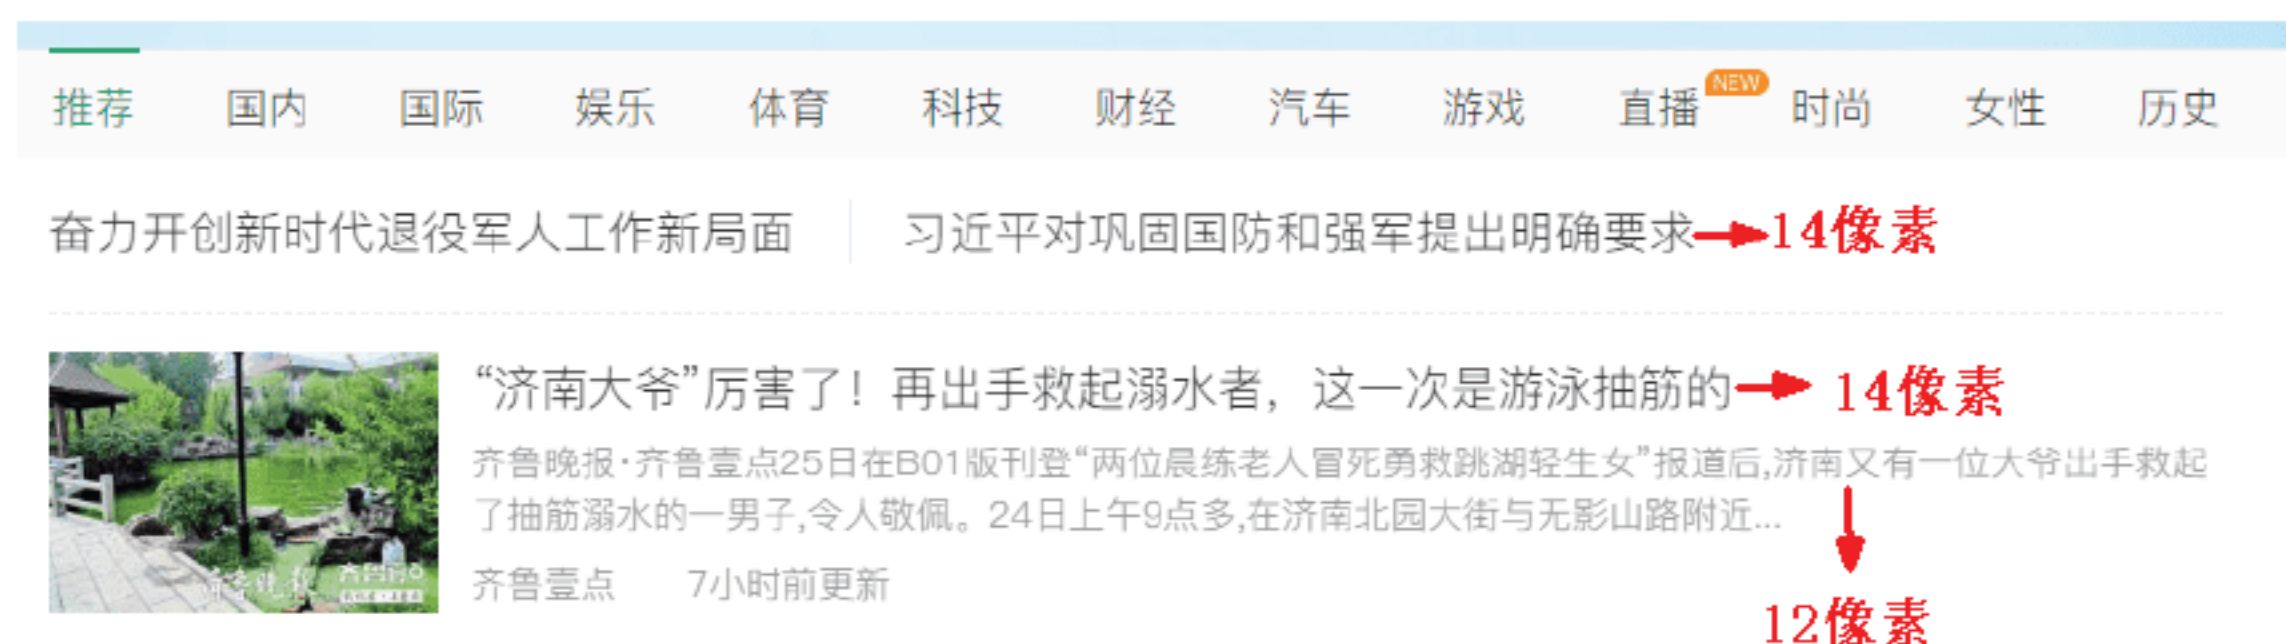 推荐 国内 国际 娱乐 体育 科技 财经 汽车 游戏 直播 NEW 时尚 女性 历史
奋力开创新时代退役军人工作新局面 习近平对巩固国防和强军提出明确要求 14像素
“济南大爷”厉害了！再出手救起溺水者，这一次是游泳抽筋的 14像素
齐鲁晚报·齐鲁壹点25日在B01版刊登“两位晨练老人冒死勇救跳湖轻生女”报道后,济南又有一位大爷出手救起
了抽筋溺水的一男子,令人敬佩。24日上午9点多,在济南北园大街与无影山路附近...
齐鲁壹点 7小时前更新
12像素
齐鲁晚报